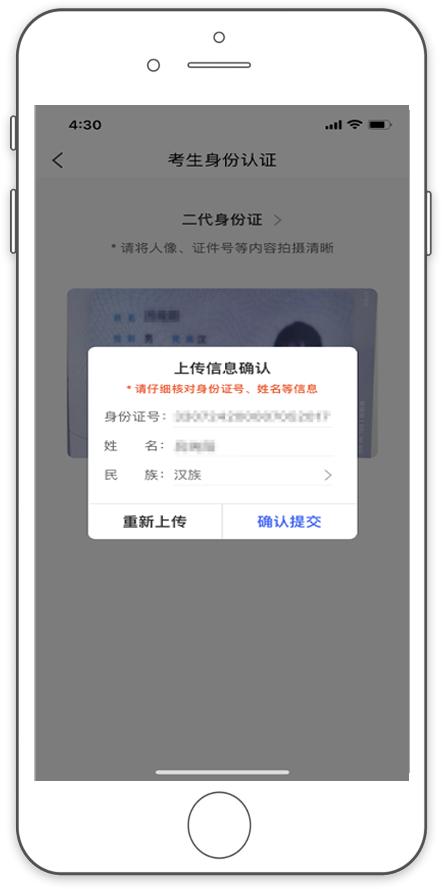 4:30
考生身份认证
二代身份证
* 请将人像、证件号等内容拍摄清晰
男 汉
上传信息确认
* 请仔细核对身份证号、姓名等信息
身份证号:
姓 名:
民 族: 汉族
重新上传 确认提交